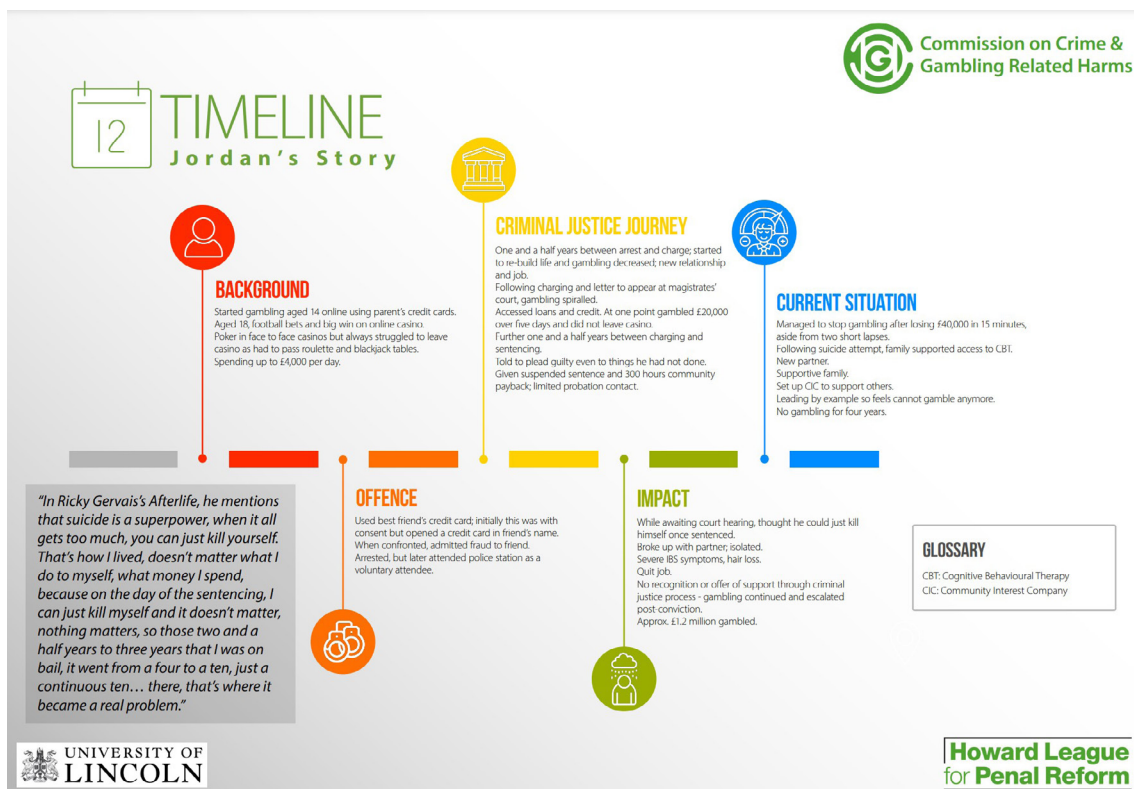 Commission on Crime &
Gambling Related Harms
CG
12
TIMELINE
Jordan's Story
BACKGROUND
Started gambling aged 14 online using parent's credit cards.
Aged 18, football bets and big win on online casino.
Poker in face to face casinos but always struggled to leave
casino as had to pass roulette and blackjack tables.
Spending up to £4,000 per day.
CRIMINAL JUSTICE JOURNEY
One and a half years between arrest and charge; started
to re-build life and gambling decreased; new relationship
and job.
Following charging and letter to appear at magistrates'
court, gambling spiralled.
Accessed loans and credit. At one point gambled £20,000
over five days and did not leave casino.
Further one and a half years between charging and
sentencing.
Told to plead guilty even to things he had not done.
Given suspended sentence and 300 hours community
payback; limited probation contact.
CURRENT SITUATION
Managed to stop gambling after losing £40,000 in 15 minutes,
aside from two short lapses.
Following suicide attempt, family supported access to CBT.
New partner.
Supportive family.
Set up CIC to support others.
Leading by example so feels cannot gamble anymore.
No gambling for four years.
"In Ricky Gervais's Afterlife, he mentions
that suicide is a superpower, when it all
gets too much, you can just kill yourself.
That's how I lived, doesn't matter what I
do to myself, what money I spend,
because on the day of the sentencing, I
can just kill myself and it doesn't matter,
nothing matters, so those two and a
half years to three years that I was on
bail, it went from a four to a ten, just a
continuous ten… there, that's where it
became a real problem."
OFFENCE
Used best friend's credit card; initially this was with
consent but opened a credit card in friend's name.
When confronted, admitted fraud to friend.
Arrested, but later attended police station as a
voluntary attendee.
IMPACT
While awaiting court hearing, thought he could just kill
himself once sentenced.
Broke up with partner; isolated.
Severe IBS symptoms, hair loss.
Quit job.
No recognition or offer of support through criminal
justice process - gambling continued and escalated
post-conviction.
Approx. £1.2 million gambled.
GLOSSARY
CBT: Cognitive Behavioural Therapy
CIC: Community Interest Company
UNIVERSITY OF
LINCOLN
Howard League
for Penal Reform